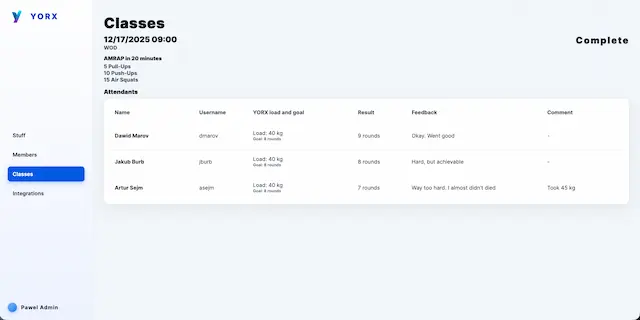 YORX
Classes
12/17/2025 09:00
Complete
WOD
AMRAP in 20 minutes
5 Pull-Ups
10 Push-Ups
15 Air Squats
Attendants
Name Username YORX load and goal Result Feedback Comment
Dawid Marov dmarov Load: 40 kg 9 rounds Okay. Went good -
Goal: 8 rounds
Jakub Burb jburb Load: 40 kg 8 rounds Hard, but achievable -
Goal: 8 rounds
Artur Sejm asejm Load: 40 kg 7 rounds Way too hard. I almost didn't died Took 45 kg
Goal: 8 rounds
Stuff
Members
Classes
Integrations
Pawel Admin